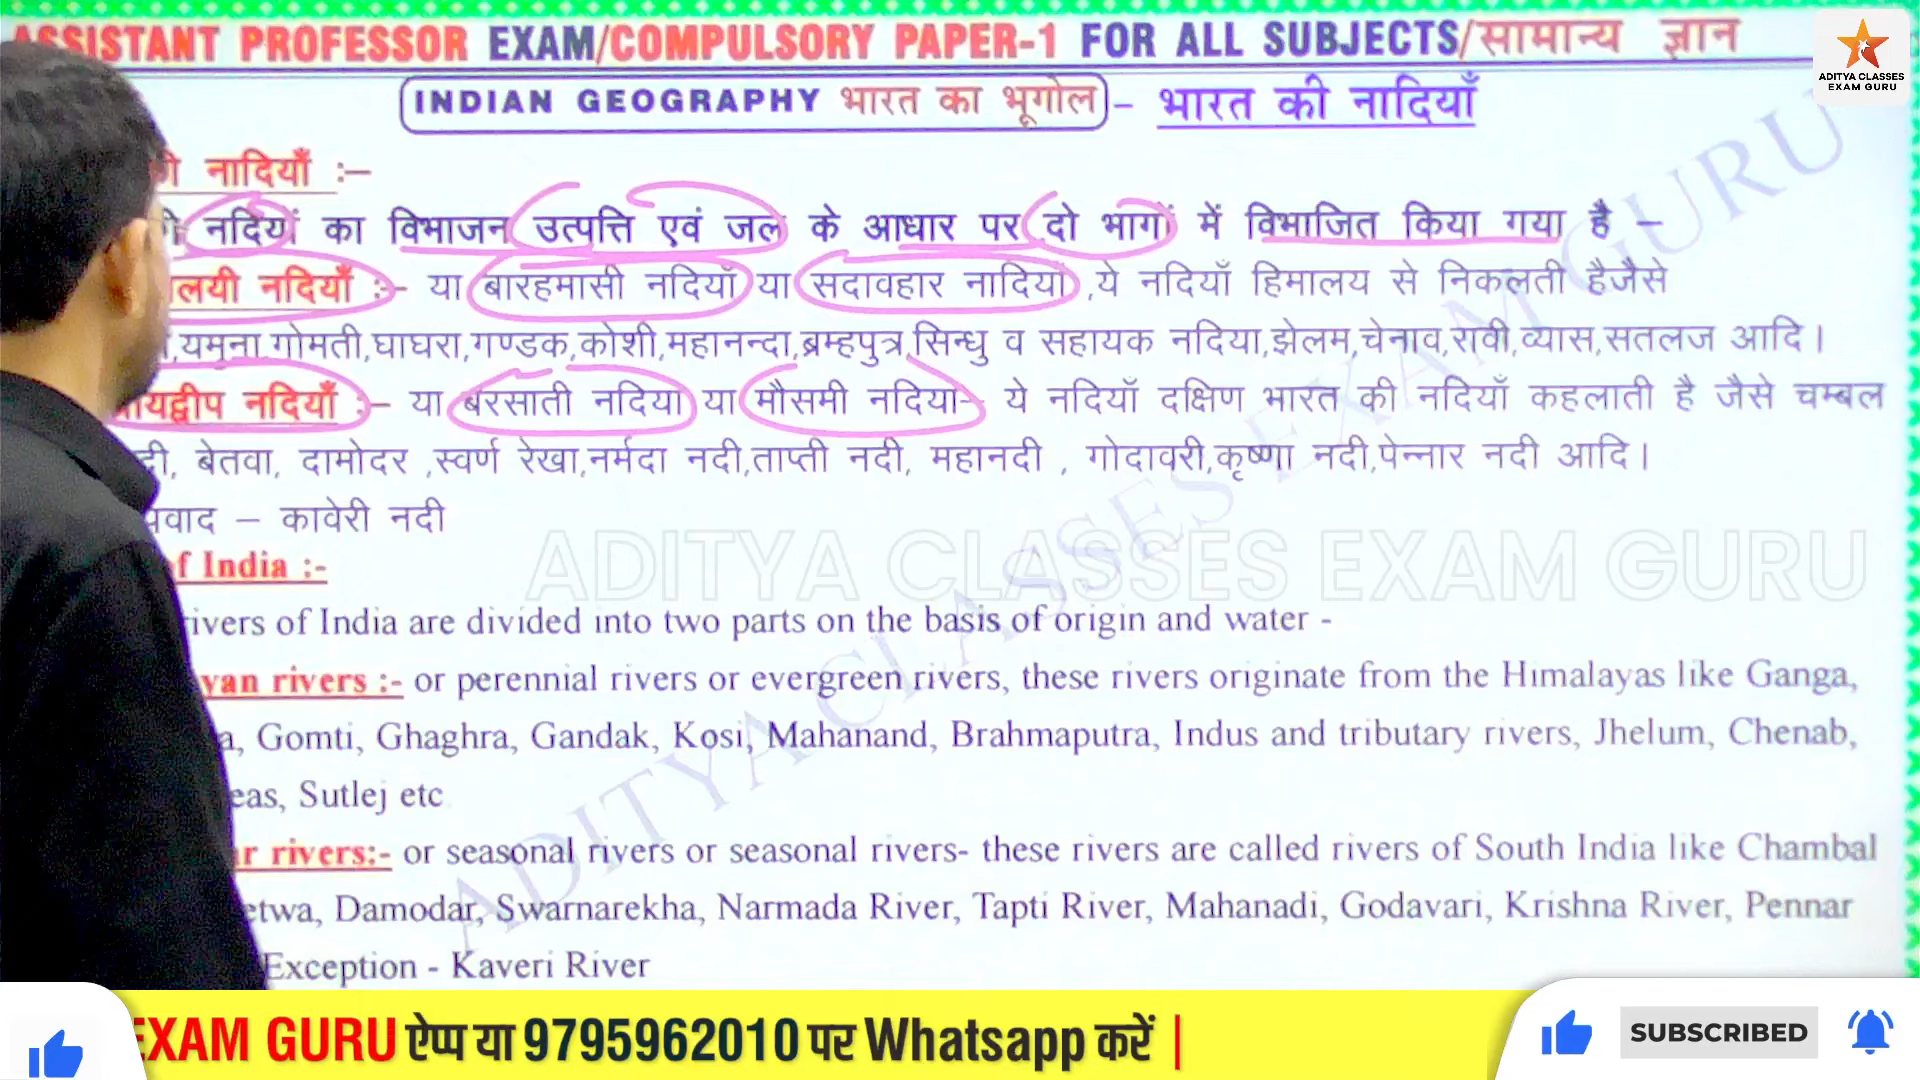 ASSISTANT PROFESSOR EXAM/COMPULSORY PAPER-1 FOR ALL SUBJECTS/सामान्य ज्ञान
ADITYA CLASSES
EXAM GURU
INDIAN GEOGRAPHY भारत का भूगोल – भारत की नादियाँ
नादियाँ :–
नदियां का विभाजन उत्पत्ति एवं जल के आधार पर दो भागों में विभाजित किया गया है –
लयी नदियाँ :– या बारहमासी नदियाँ या सदावहार नादियां ,ये नदियाँ हिमालय से निकलती हैजैसे
,यमुना,गोमती,घाघरा,गण्डक,कोशी,महानन्दा,ब्रम्हपुत्र,सिन्धु व सहायक नदिया,झेलम,चेनाव,रावी,व्यास,सतलज आदि।
यद्वीप नदियाँ :– या बरसाती नदिया या मौसमी नदिया– ये नदियाँ दक्षिण भारत की नदियाँ कहलाती है जैसे चम्बल
दी, बेतवा, दामोदर ,स्वर्ण रेखा,नर्मदा नदी,ताप्ती नदी, महानदी , गोदावरी,कृष्णा नदी,पेन्नार नदी आदि।
वाद – कावेरी नदी
ADITYA CLASSES EXAM GURU
ADITYA CLASSES EXAM GURU
f India :-
ivers of India are divided into two parts on the basis of origin and water -
yan rivers :- or perennial rivers or evergreen rivers, these rivers originate from the Himalayas like Ganga,
a, Gomti, Ghaghra, Gandak, Kosi, Mahanand, Brahmaputra, Indus and tributary rivers, Jhelum, Chenab,
eas, Sutlej etc
r rivers:- or seasonal rivers or seasonal rivers- these rivers are called rivers of South India like Chambal
etwa, Damodar, Swarnarekha, Narmada River, Tapti River, Mahanadi, Godavari, Krishna River, Pennar
Exception - Kaveri River
EXAM GURU ऐप्प या 9795962010 पर Whatsapp करें |
SUBSCRIBED